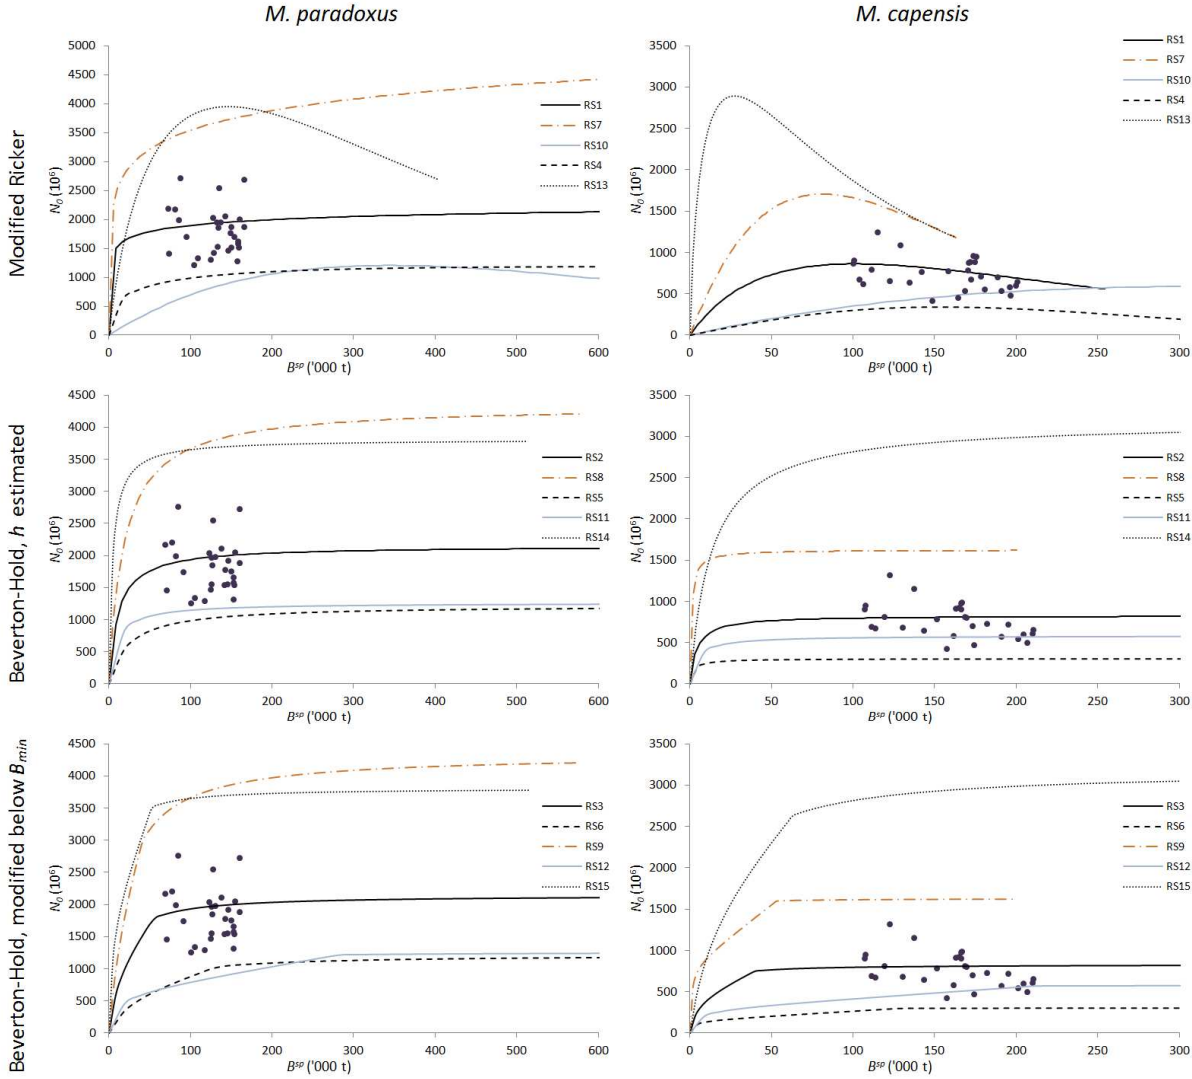 M. paradoxus
M. capensis
Modified Ricker
N0 (10^6)
5000
4500
4000
3500
3000
2500
2000
1500
1000
500
0
0 100 200 300 400 500 600
B^sp ('000 t)
RS1
RS7
RS10
RS4
RS13
N0 (10^6)
3500
3000
2500
2000
1500
1000
500
0
0 50 100 150 200 250 300
B^sp ('000 t)
RS1
RS7
RS10
RS4
RS13
Beverton-Hold, h estimated
N0 (10^6)
4500
4000
3500
3000
2500
2000
1500
1000
500
0
0 100 200 300 400 500 600
B^sp ('000 t)
RS2
RS8
RS5
RS11
RS14
N0 (10^6)
3500
3000
2500
2000
1500
1000
500
0
0 50 100 150 200 250 300
B^sp ('000 t)
RS2
RS8
RS5
RS11
RS14
Beverton-Hold, modified below Bmin
N0 (10^6)
4500
4000
3500
3000
2500
2000
1500
1000
500
0
0 100 200 300 400 500 600
B^sp ('000 t)
RS3
RS6
RS9
RS12
RS15
N0 (10^6)
3500
3000
2500
2000
1500
1000
500
0
0 50 100 150 200 250 300
B^sp ('000 t)
RS3
RS6
RS9
RS12
RS15